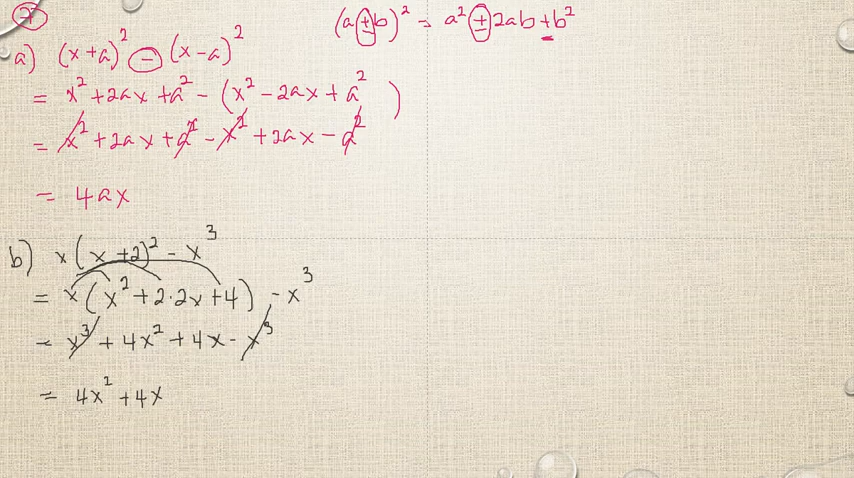 7
(a ± b)² = a² ± 2ab + b²
a) (x+a)² - (x-a)²
= x² + 2ax + a² - (x² - 2ax + a²)
= x² + 2ax + a² - x² + 2ax - a²
= 4ax
b) x(x+2)² - x³
= x(x² + 2·2x + 4) - x³
= x³ + 4x² + 4x - x³
= 4x² + 4x